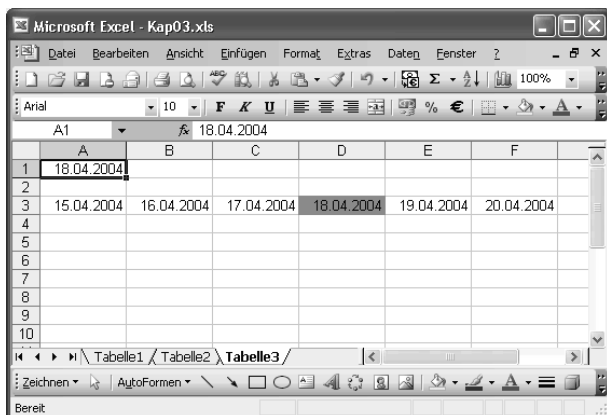 Microsoft Excel - Kap03.xls
Datei Bearbeiten Ansicht Einfügen Format Extras Daten Fenster ?
Σ 100%
Arial 10 F K U % €
A1 fx 18.04.2004
A B C D E F
1 18.04.2004
2
3 15.04.2004 16.04.2004 17.04.2004 18.04.2004 19.04.2004 20.04.2004
4
5
6
7
8
9
10
Tabelle1 Tabelle2 Tabelle3
Zeichnen AutoFormen
Bereit